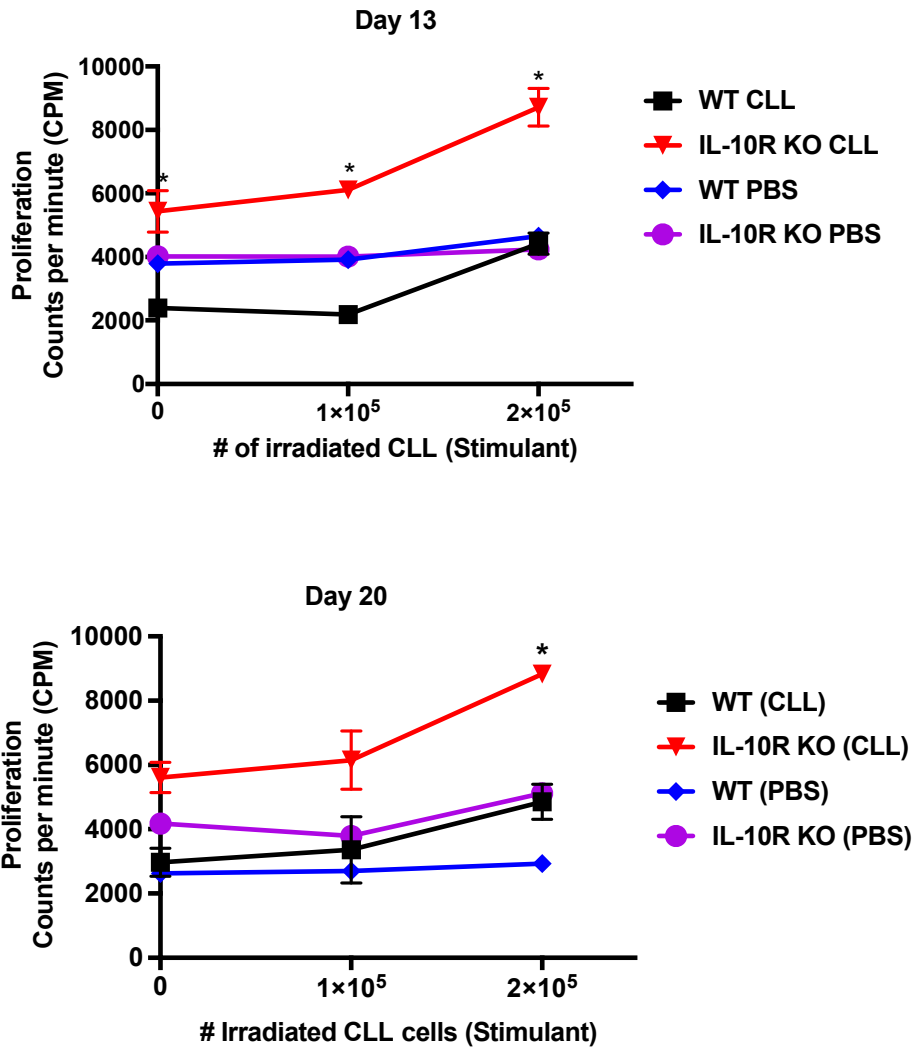 Day 13
Proliferation
Counts per minute (CPM)
10000
8000
6000
4000
2000
0
*
*
*
0
1×10⁵
2×10⁵
# of irradiated CLL (Stimulant)
WT CLL
IL-10R KO CLL
WT PBS
IL-10R KO PBS
Day 20
Proliferation
Counts per minute (CPM)
10000
8000
6000
4000
2000
0
*
0
1×10⁵
2×10⁵
# Irradiated CLL cells (Stimulant)
WT (CLL)
IL-10R KO (CLL)
WT (PBS)
IL-10R KO (PBS)